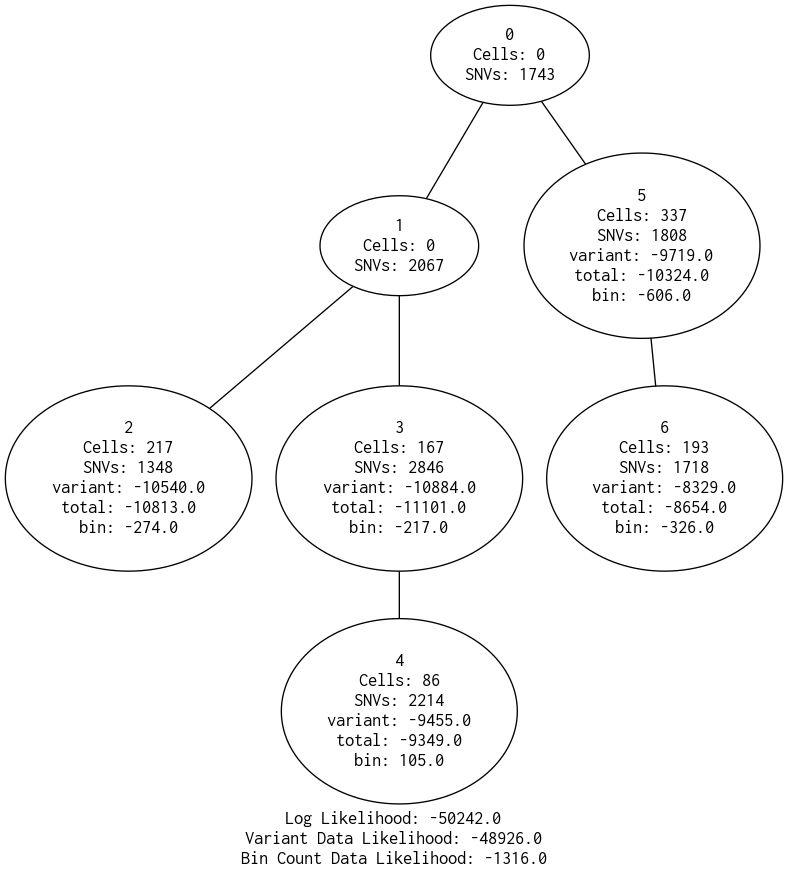 0
Cells: 0
SNVs: 1743
5
Cells: 337
SNVs: 1808
variant: -9719.0
total: -10324.0
bin: -606.0
1
Cells: 0
SNVs: 2067
2
Cells: 217
SNVs: 1348
variant: -10540.0
total: -10813.0
bin: -274.0
3
Cells: 167
SNVs: 2846
variant: -10884.0
total: -11101.0
bin: -217.0
6
Cells: 193
SNVs: 1718
variant: -8329.0
total: -8654.0
bin: -326.0
4
Cells: 86
SNVs: 2214
variant: -9455.0
total: -9349.0
bin: 105.0
Log Likelihood: -50242.0
Variant Data Likelihood: -48926.0
Bin Count Data Likelihood: -1316.0